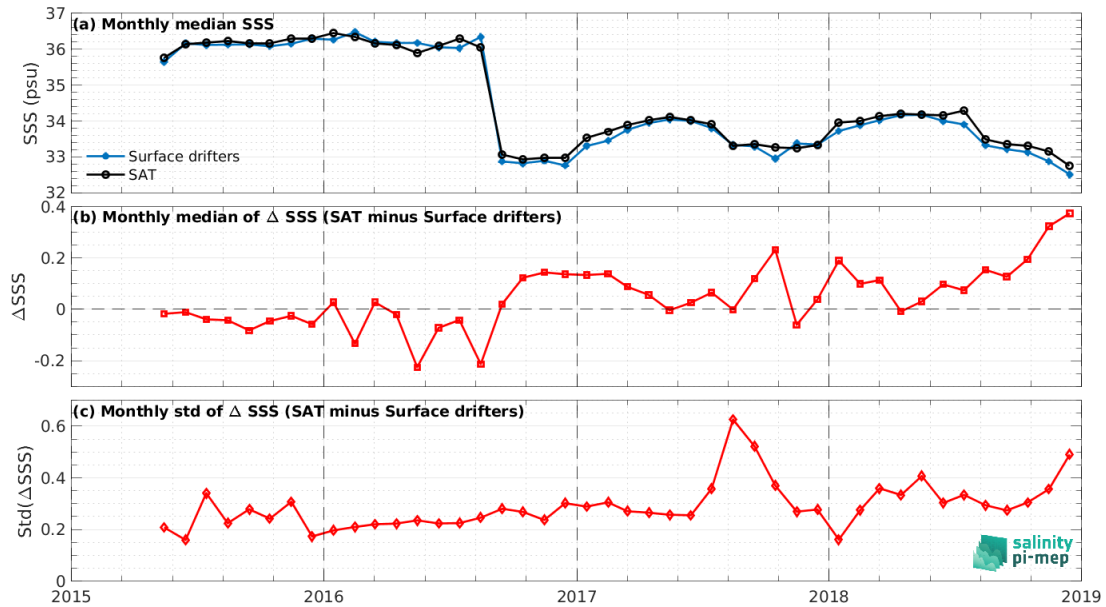 (a) Monthly median SSS
37
36
35
34
33
32
SSS (psu)
Surface drifters
SAT
(b) Monthly median of Δ SSS (SAT minus Surface drifters)
0.4
0.2
0
-0.2
ΔSSS
(c) Monthly std of Δ SSS (SAT minus Surface drifters)
0.6
0.4
0.2
0
Std(ΔSSS)
salinity
pi-mep
2015 2016 2017 2018 2019